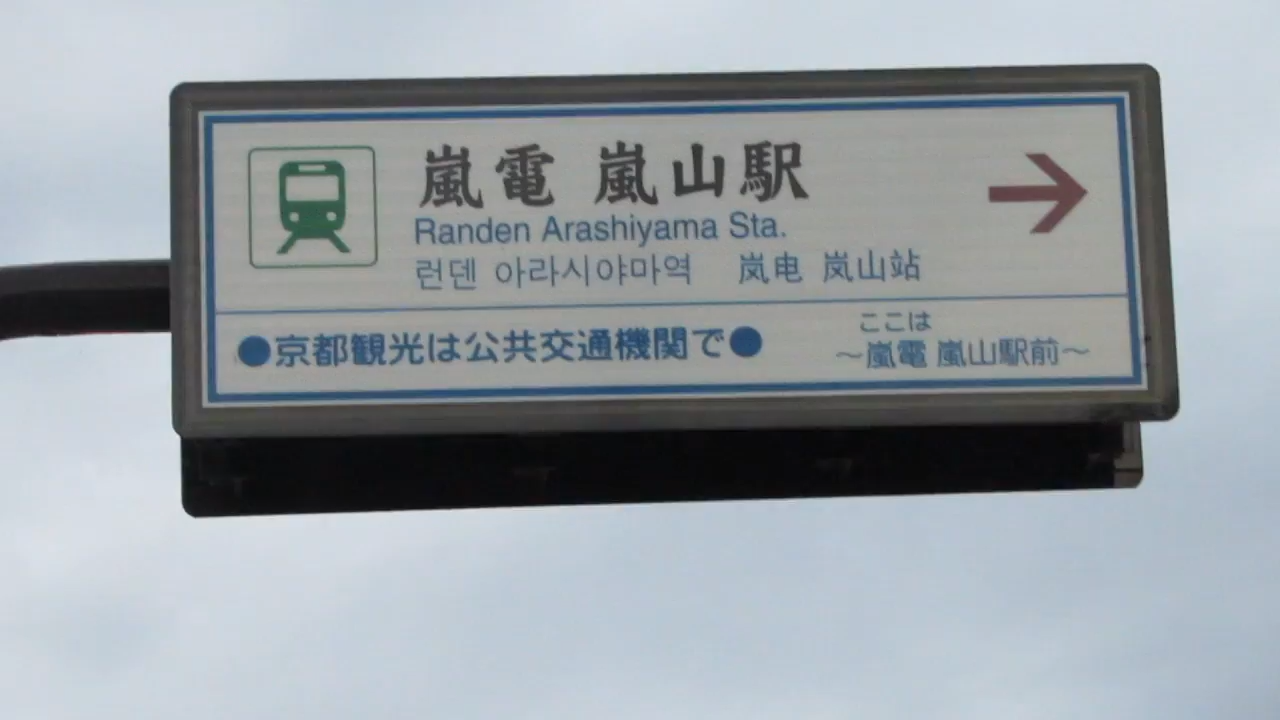 嵐電 嵐山駅
Randen Arashiyama Sta.
런덴 아라시야마역 岚电 岚山站
●京都観光は公共交通機関で●
ここは
～嵐電 嵐山駅前～